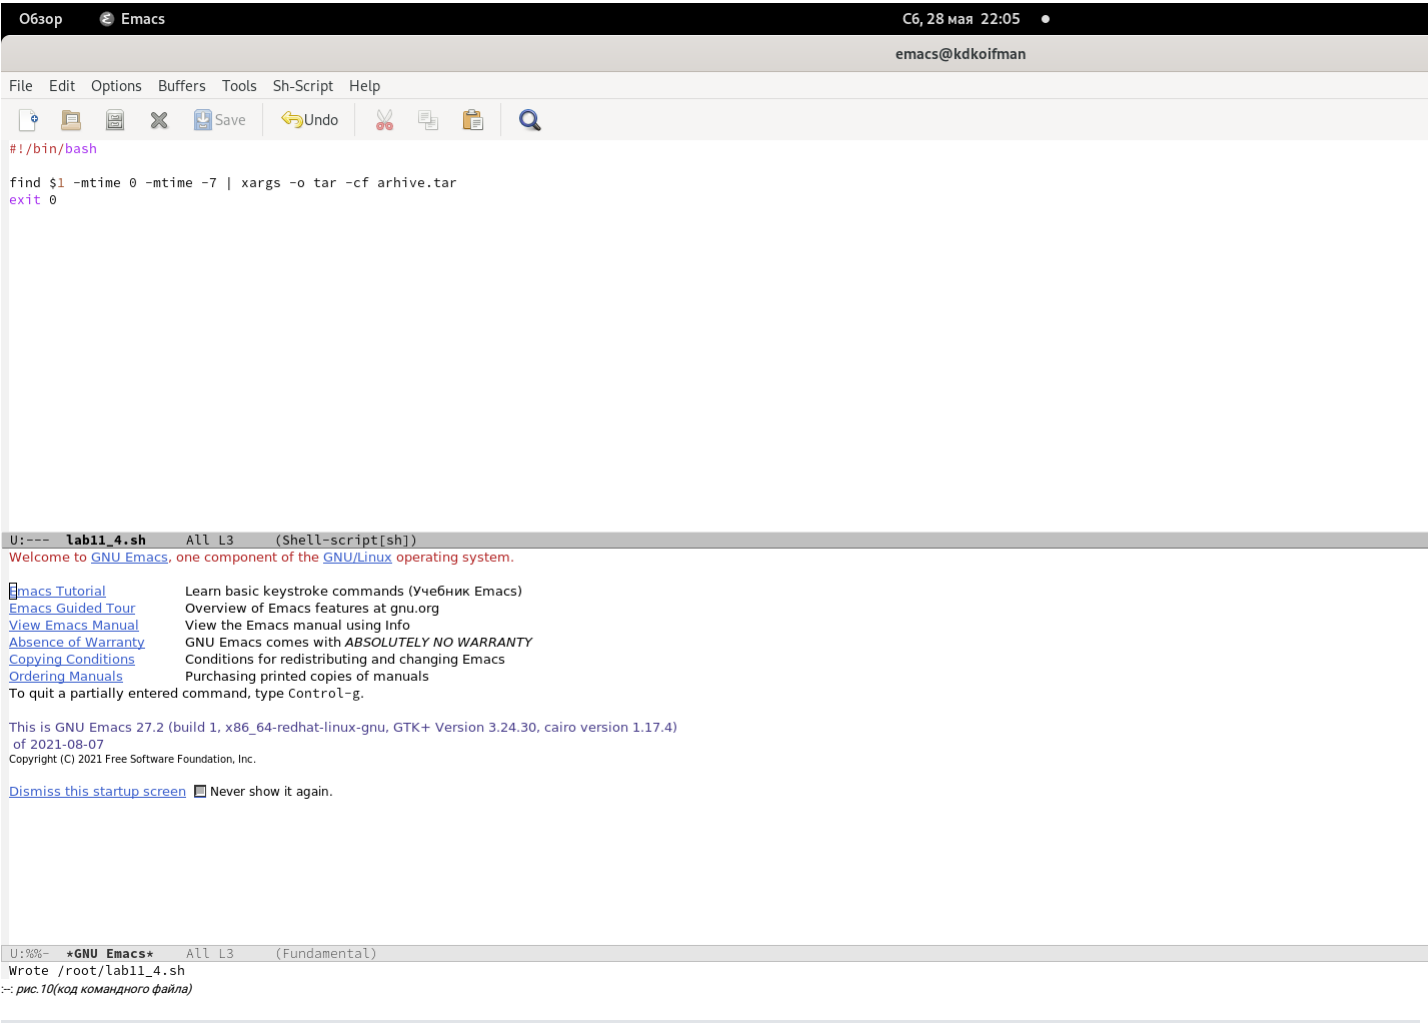 Обзор Emacs Сб, 28 мая 22:05
emacs@kdkoifman
File Edit Options Buffers Tools Sh-Script Help
Save Undo
#!/bin/bash
find $1 -mtime 0 -mtime -7 | xargs -o tar -cf arhive.tar
exit 0
U:--- lab11_4.sh All L3 (Shell-script[sh])
Welcome to GNU Emacs, one component of the GNU/Linux operating system.
Emacs Tutorial Learn basic keystroke commands (Учебник Emacs)
Emacs Guided Tour Overview of Emacs features at gnu.org
View Emacs Manual View the Emacs manual using Info
Absence of Warranty GNU Emacs comes with ABSOLUTELY NO WARRANTY
Copying Conditions Conditions for redistributing and changing Emacs
Ordering Manuals Purchasing printed copies of manuals
To quit a partially entered command, type Control-g.
This is GNU Emacs 27.2 (build 1, x86_64-redhat-linux-gnu, GTK+ Version 3.24.30, cairo version 1.17.4)
of 2021-08-07
Copyright (C) 2021 Free Software Foundation, Inc.
Dismiss this startup screen Never show it again.
U:%%- *GNU Emacs* All L3 (Fundamental)
Wrote /root/lab11_4.sh
:--: рис.10(код командного файла)